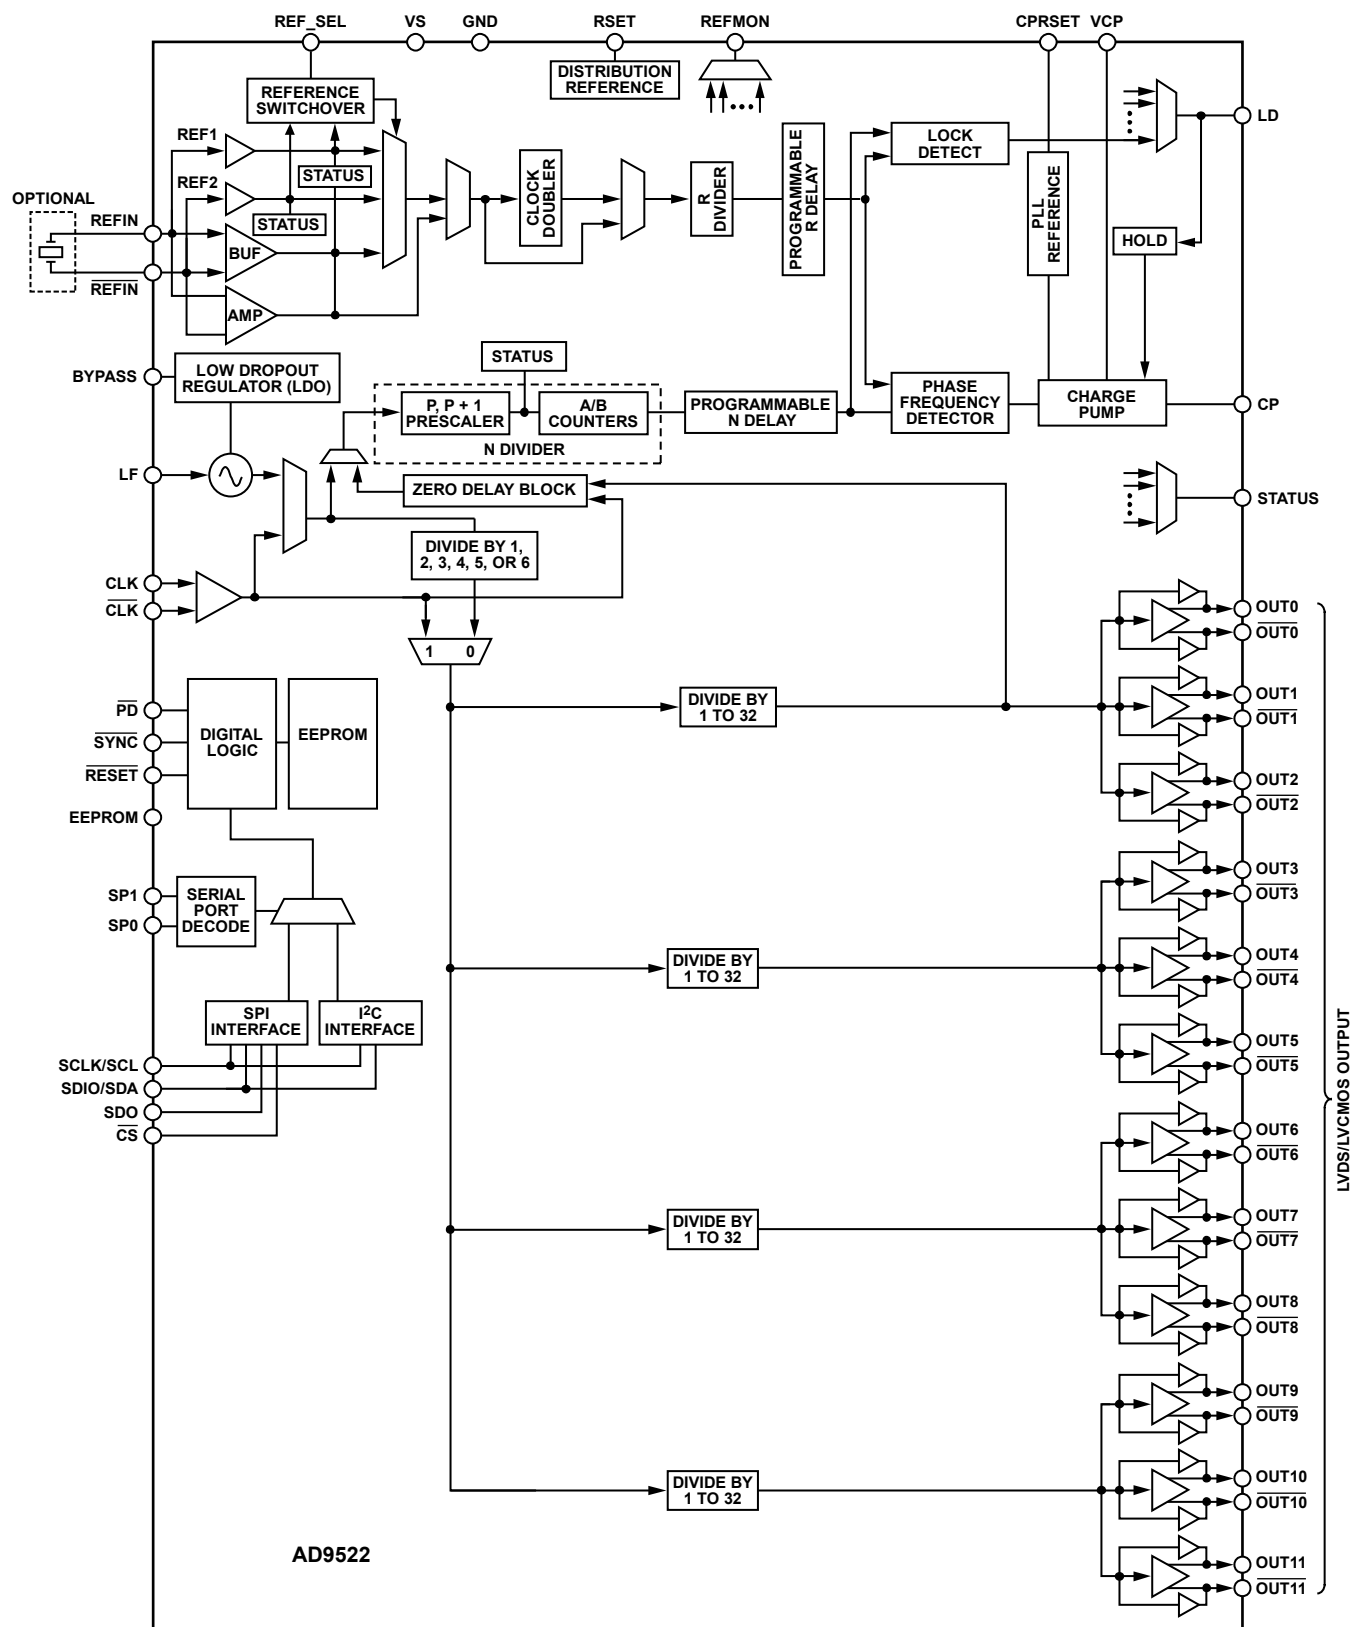 REF_SEL VS GND RSET REFMON CPRSET VCP
DISTRIBUTION
REFERENCE
REFERENCE
SWITCHOVER
LD
REF1
STATUS
REF2
STATUS
OPTIONAL
REFIN
REFIN
BUF
AMP
CLOCK
DOUBLER
R
DIVIDER
PROGRAMMABLE
R DELAY
LOCK
DETECT
PLL
REFERENCE
HOLD
BYPASS
LOW DROPOUT
REGULATOR (LDO)
STATUS
P, P + 1
PRESCALER
A/B
COUNTERS
N DIVIDER
PROGRAMMABLE
N DELAY
PHASE
FREQUENCY
DETECTOR
CHARGE
PUMP
CP
LF
ZERO DELAY BLOCK
STATUS
DIVIDE BY 1,
2, 3, 4, 5, OR 6
CLK
CLK
1 0
OUT0
OUT0
PD
SYNC
RESET
EEPROM
DIGITAL
LOGIC
EEPROM
DIVIDE BY
1 TO 32
OUT1
OUT1
OUT2
OUT2
SP1
SP0
SERIAL
PORT
DECODE
OUT3
OUT3
DIVIDE BY
1 TO 32
OUT4
OUT4
SPI
INTERFACE
I²C
INTERFACE
OUT5
OUT5
SCLK/SCL
SDIO/SDA
SDO
CS
OUT6
OUT6
LVDS/LVCMOS OUTPUT
DIVIDE BY
1 TO 32
OUT7
OUT7
OUT8
OUT8
OUT9
OUT9
DIVIDE BY
1 TO 32
OUT10
OUT10
AD9522
OUT11
OUT11